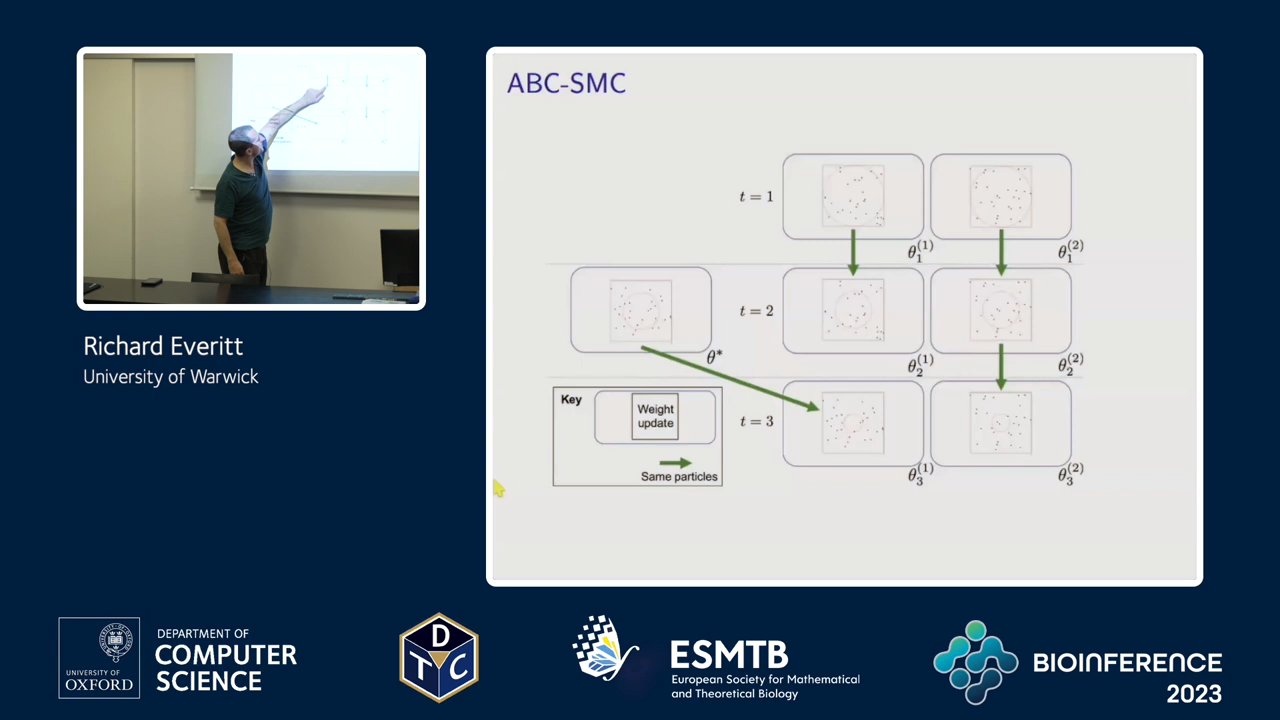 ABC-SMC
t = 1
θ₁⁽¹⁾
θ₁⁽²⁾
t = 2
θ*
θ₂⁽¹⁾
θ₂⁽²⁾
Key
Weight
update
Same particles
t = 3
θ₃⁽¹⁾
θ₃⁽²⁾
Richard Everitt
University of Warwick
UNIVERSITY OF
OXFORD
DEPARTMENT OF
COMPUTER
SCIENCE
D
T C
ESMTB
European Society for Mathematical
and Theoretical Biology
BIOINFERENCE
2023